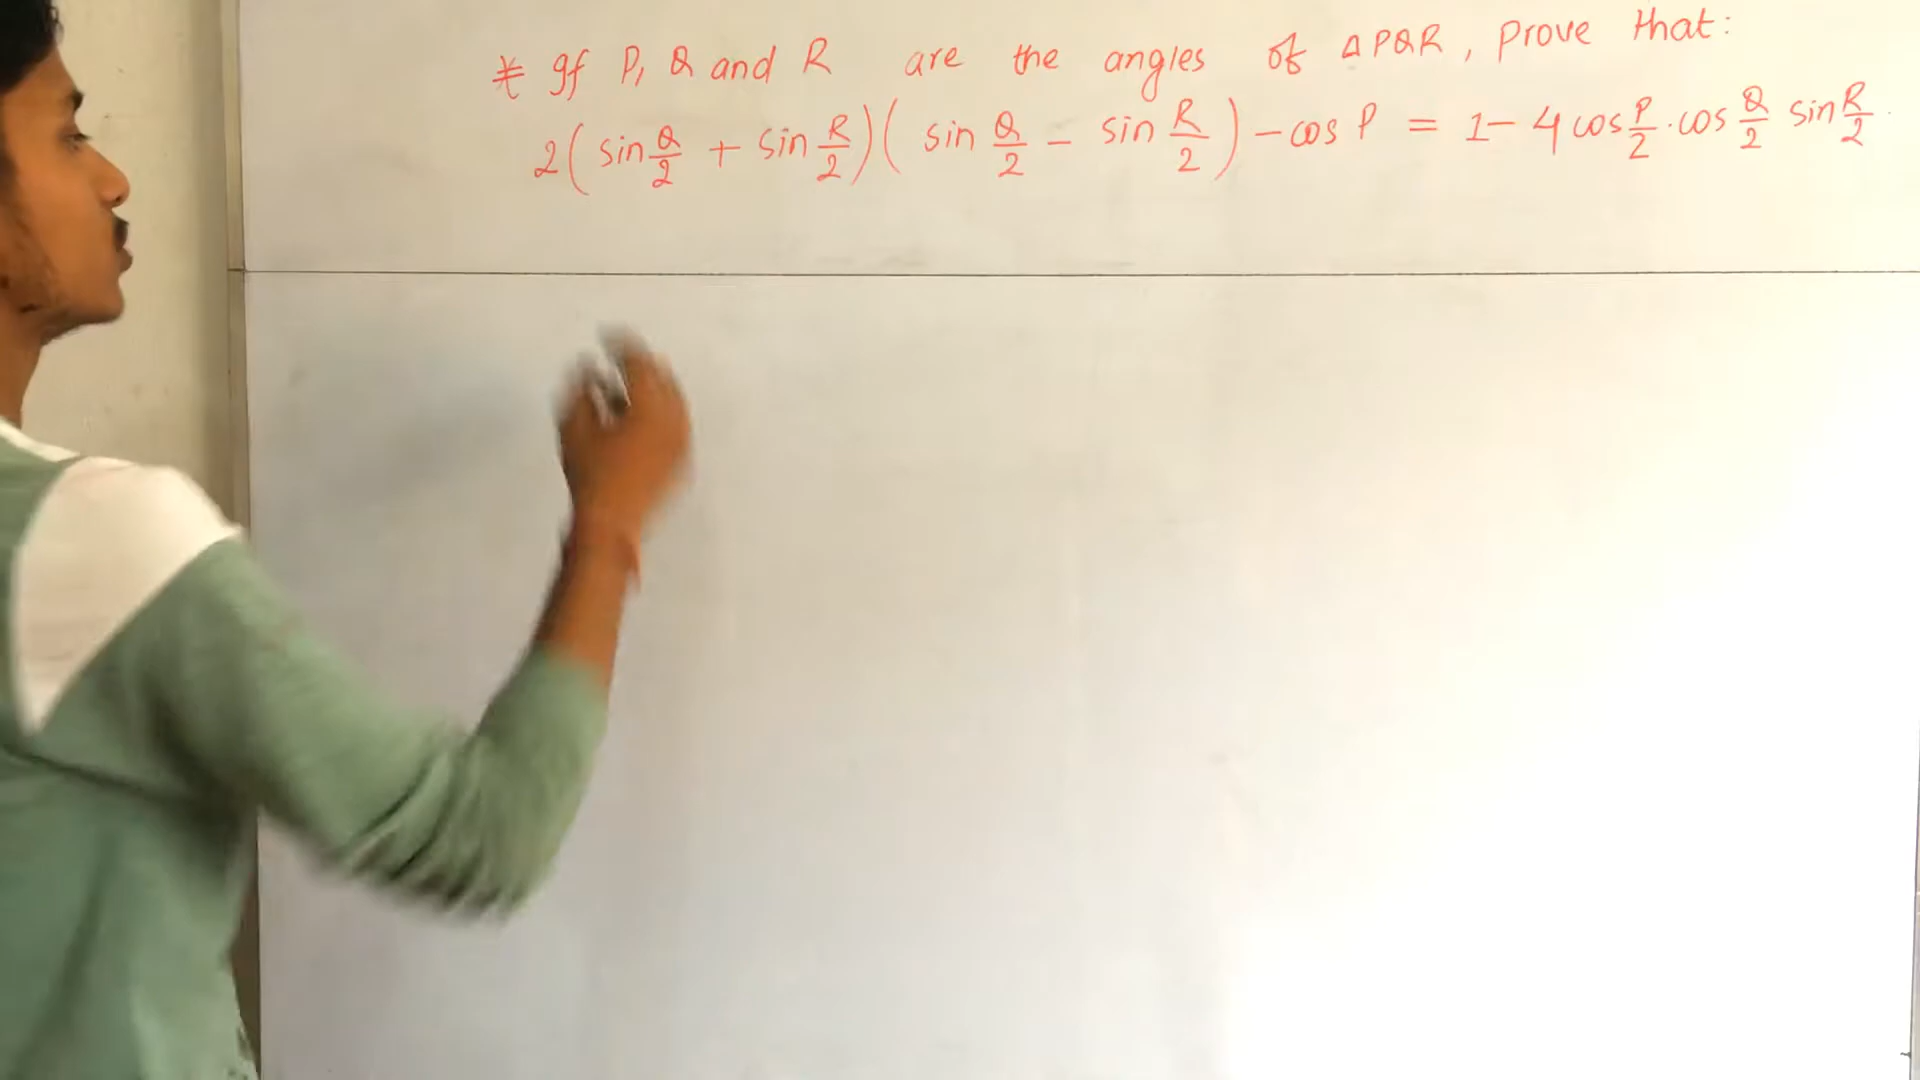 * If P, Q and R are the angles of ΔPQR, prove that:
2(sin Q/2 + sin R/2)(sin Q/2 - sin R/2) - cos P = 1 - 4 cos P/2 . cos Q/2 sin R/2 .